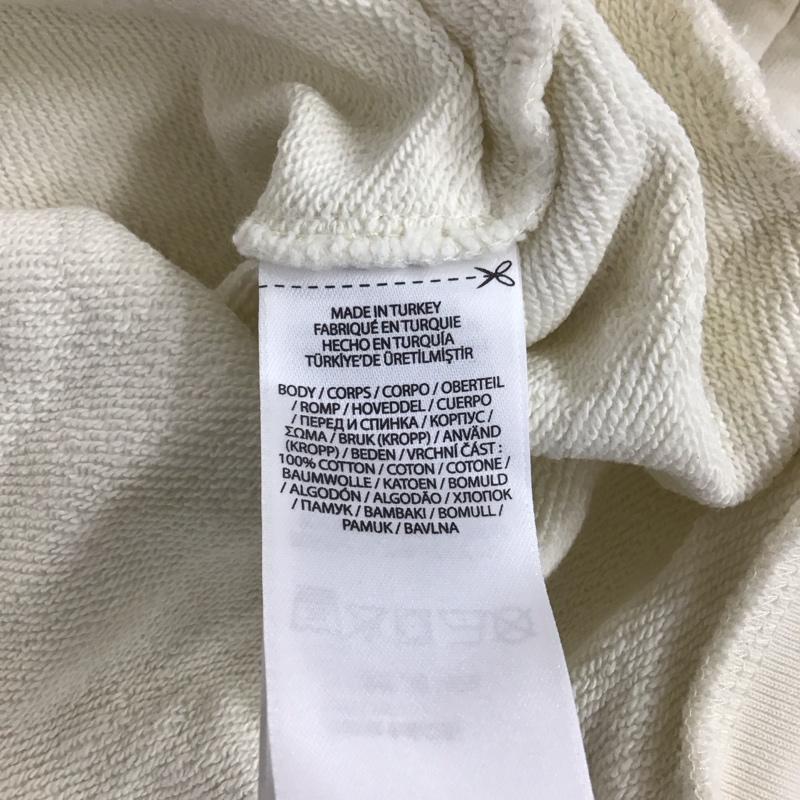 MADE IN TURKEY
FABRIQUÉ EN TURQUIE
HECHO EN TURQUÍA
TÜRKİYE'DE ÜRETİLMİŞTİR
BODY / CORPS / CORPO / OBERTEIL
/ ROMP / HOVEDDEL / CUERPO
/ ПЕРЕД И СПИНКА / КОРПУС /
ΣΩΜΑ / BRUK (KROPP) / ANVÄND
(KROPP) / BEDEN / VRCHNÍ ČÁST :
100% COTTON / COTON / COTONE /
BAUMWOLLE / KATOEN / BOMULD
/ ALGODÓN / ALGODÃO / ХЛОПОК
/ ПАМУК / BAMBAKI / BOMULL /
PAMUK / BAVLNA